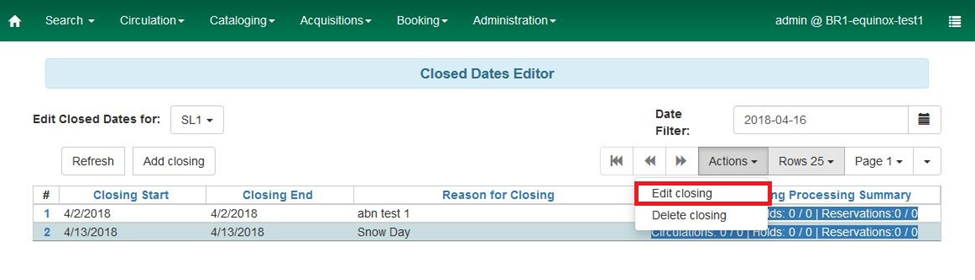 Search Circulation Cataloging Acquisitions Booking Administration admin @ BR1-equinox-test1
Closed Dates Editor
Edit Closed Dates for: SL1 Date Filter: 2018-04-16
Refresh Add closing Actions Rows 25 Page 1
Edit closing
Delete closing
# Closing Start Closing End Reason for Closing ng Processing Summary
1 4/2/2018 4/2/2018 abn test 1 lds: 0 / 0 | Reservations:0 / 0
2 4/13/2018 4/13/2018 Snow Day Circulations: 0 / 0 | Holds: 0 / 0 | Reservations:0 / 0